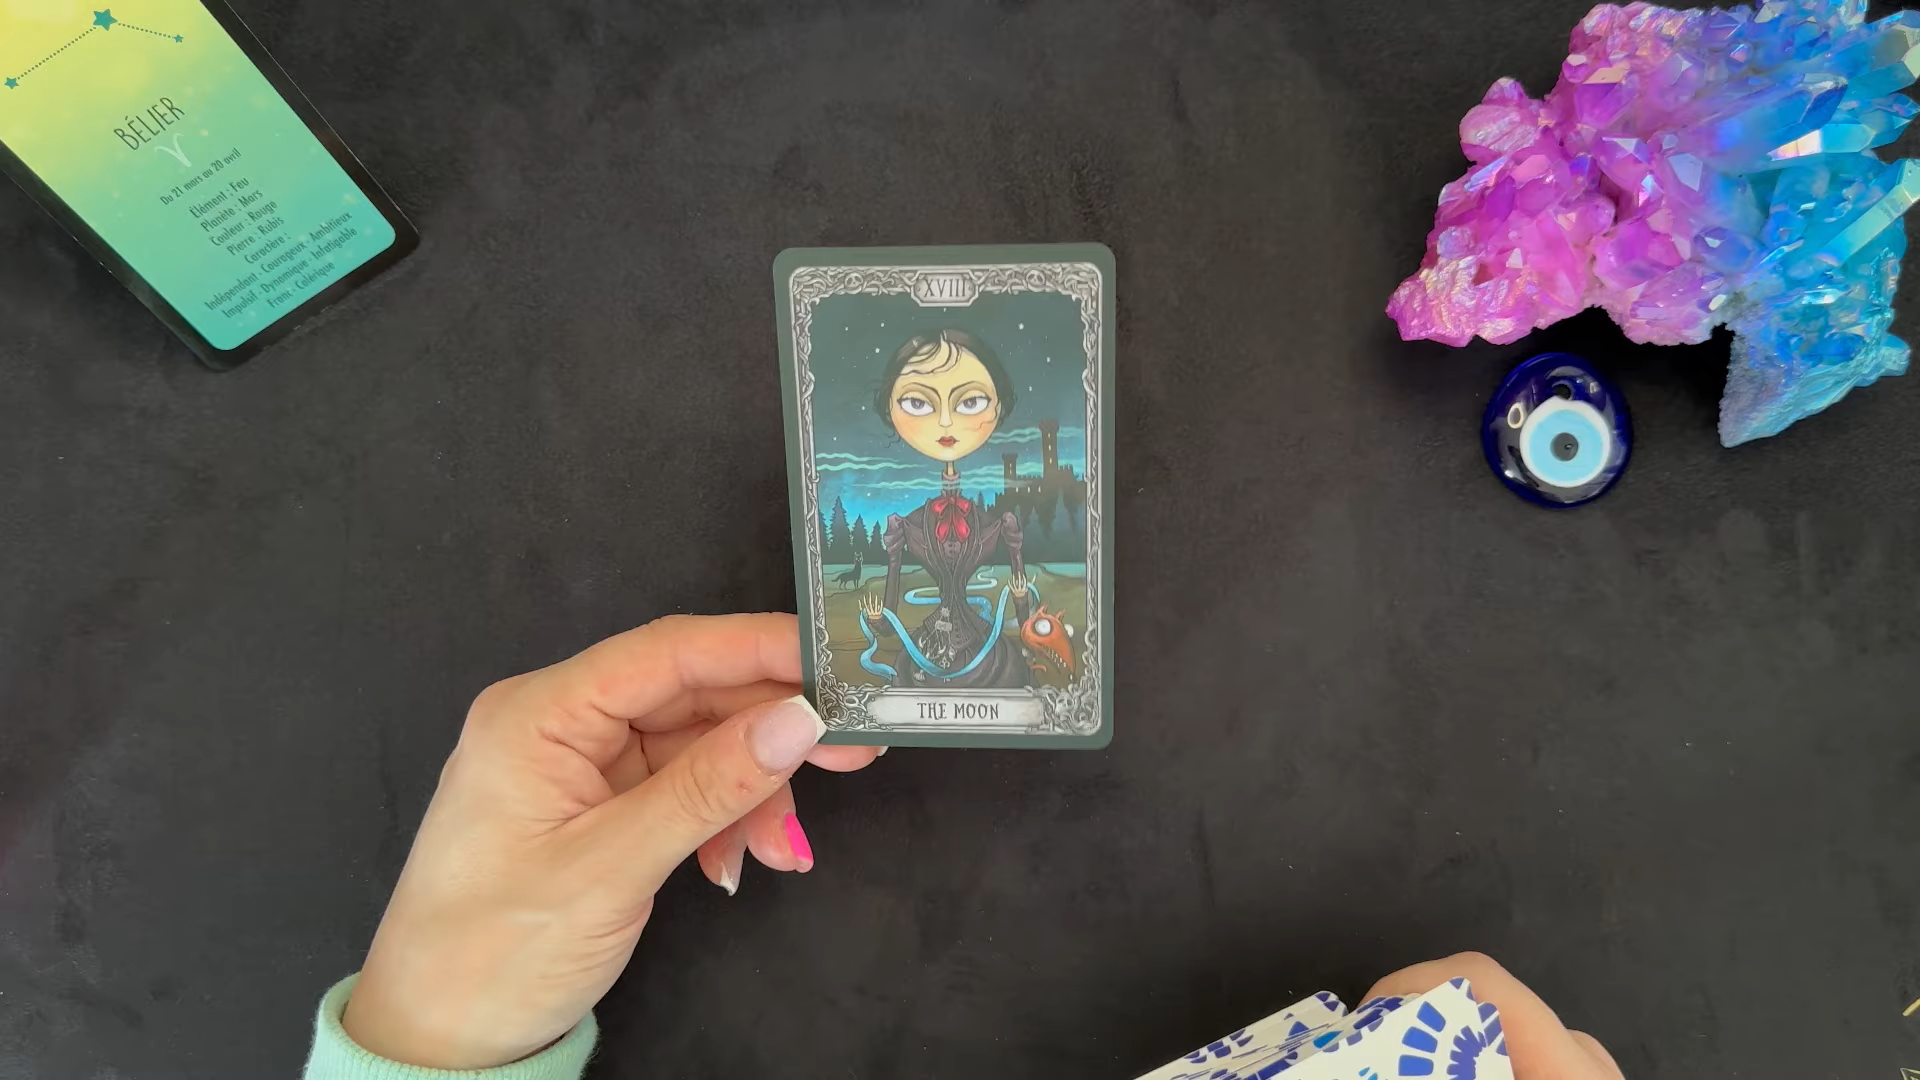 BÉLIER
Du 21 mars au 20 avril
Élément : Feu
Planète : Mars
Couleur : Rouge
Pierre : Rubis
Caractère :
Indépendant - Courageux - Ambitieux
Impulsif - Dynamique - Infatigable
Franc - Colérique
XVIII
THE MOON